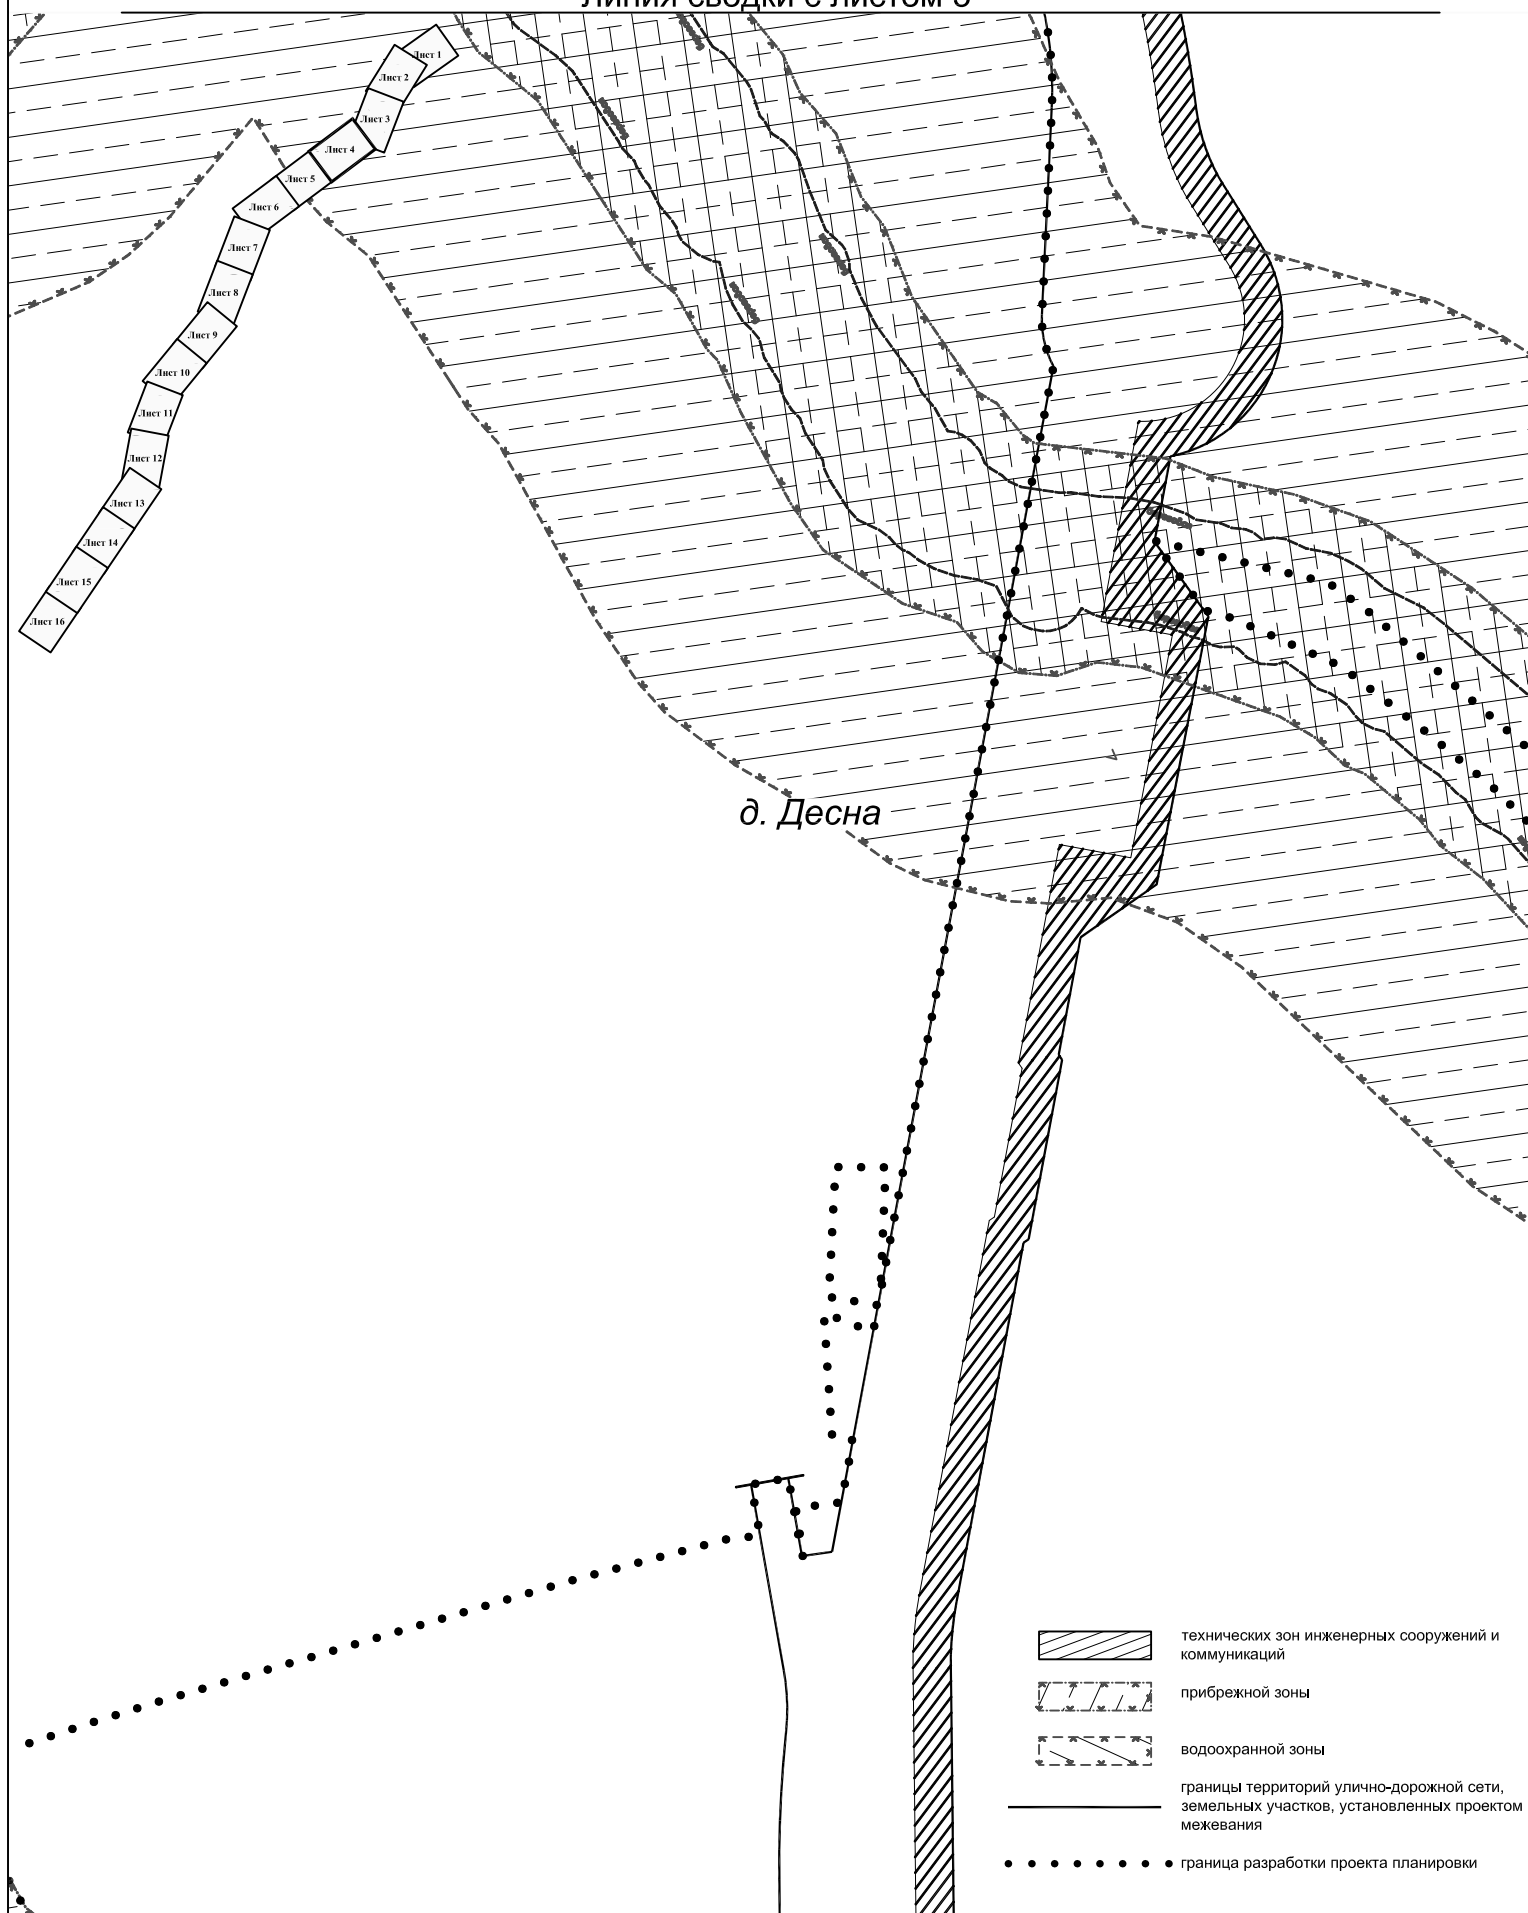 Линия сводки с листом 3
Лист 1
Лист 2
Лист 3
Лист 4
Лист 5
Лист 6
Лист 7
Лист 8
Лист 9
Лист 10
Лист 11
Лист 12
Лист 13
Лист 14
Лист 15
Лист 16
д. Десна
технических зон инженерных сооружений и
коммуникаций
прибрежной зоны
водоохранной зоны
границы территорий улично-дорожной сети,
земельных участков, установленных проектом
межевания
граница разработки проекта планировки